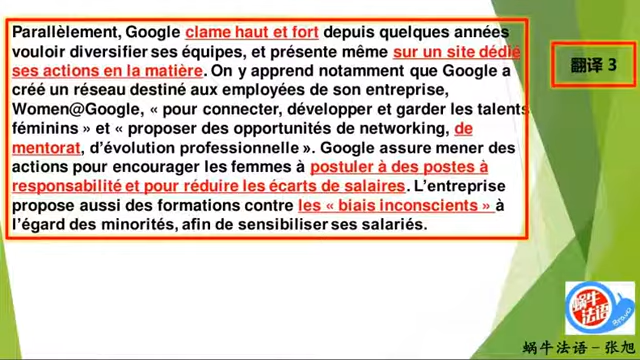 Parallèlement, Google clame haut et fort depuis quelques années
vouloir diversifier ses équipes, et présente même sur un site dédié
ses actions en la matière. On y apprend notamment que Google a
créé un réseau destiné aux employées de son entreprise,
Women@Google, « pour connecter, développer et garder les talents
féminins » et « proposer des opportunités de networking, de
mentorat, d’évolution professionnelle ». Google assure mener des
actions pour encourager les femmes à postuler à des postes à
responsabilité et pour réduire les écarts de salaires. L’entreprise
propose aussi des formations contre les « biais inconscients » à
l’égard des minorités, afin de sensibiliser ses salariés.
翻译 3
蜗牛
法语
蜗牛法语–张旭